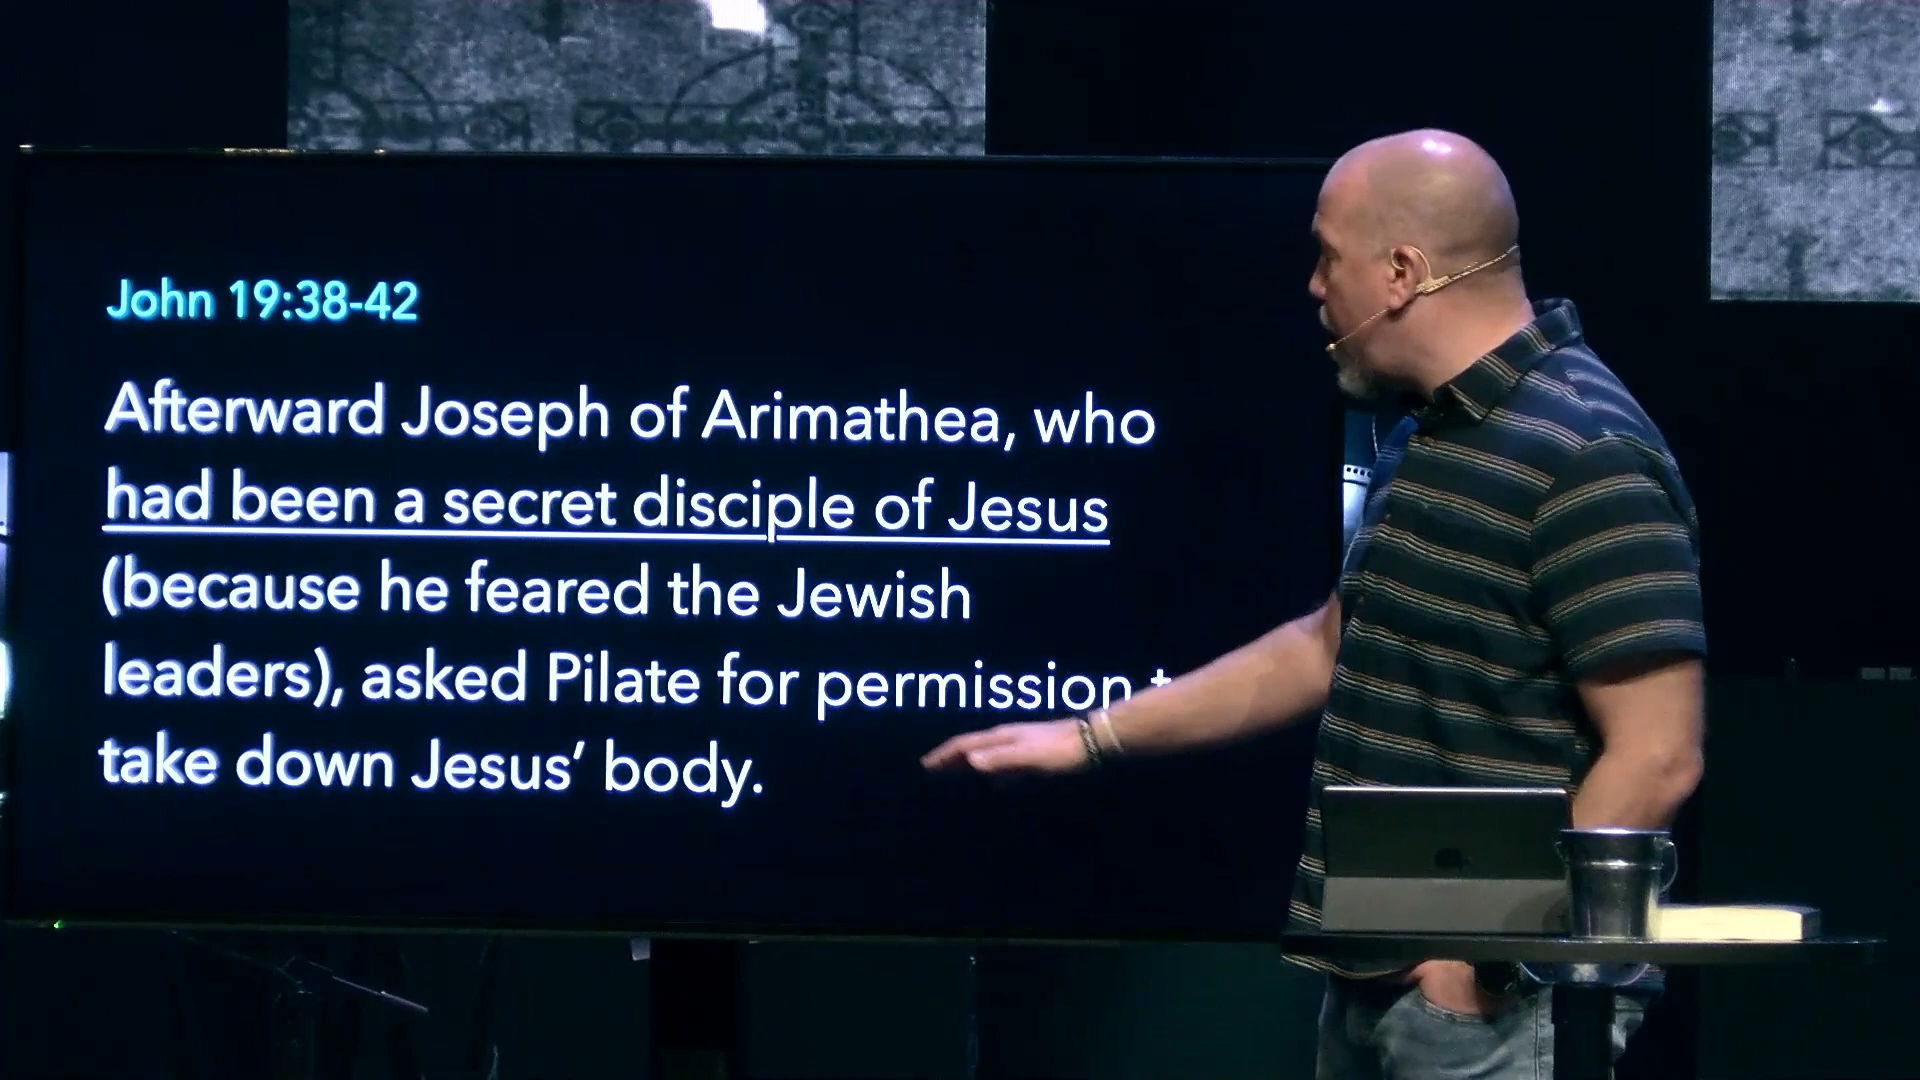 John 19:38-42
Afterward Joseph of Arimathea, who
had been a secret disciple of Jesus
(because he feared the Jewish
leaders), asked Pilate for permission t
take down Jesus’ body.